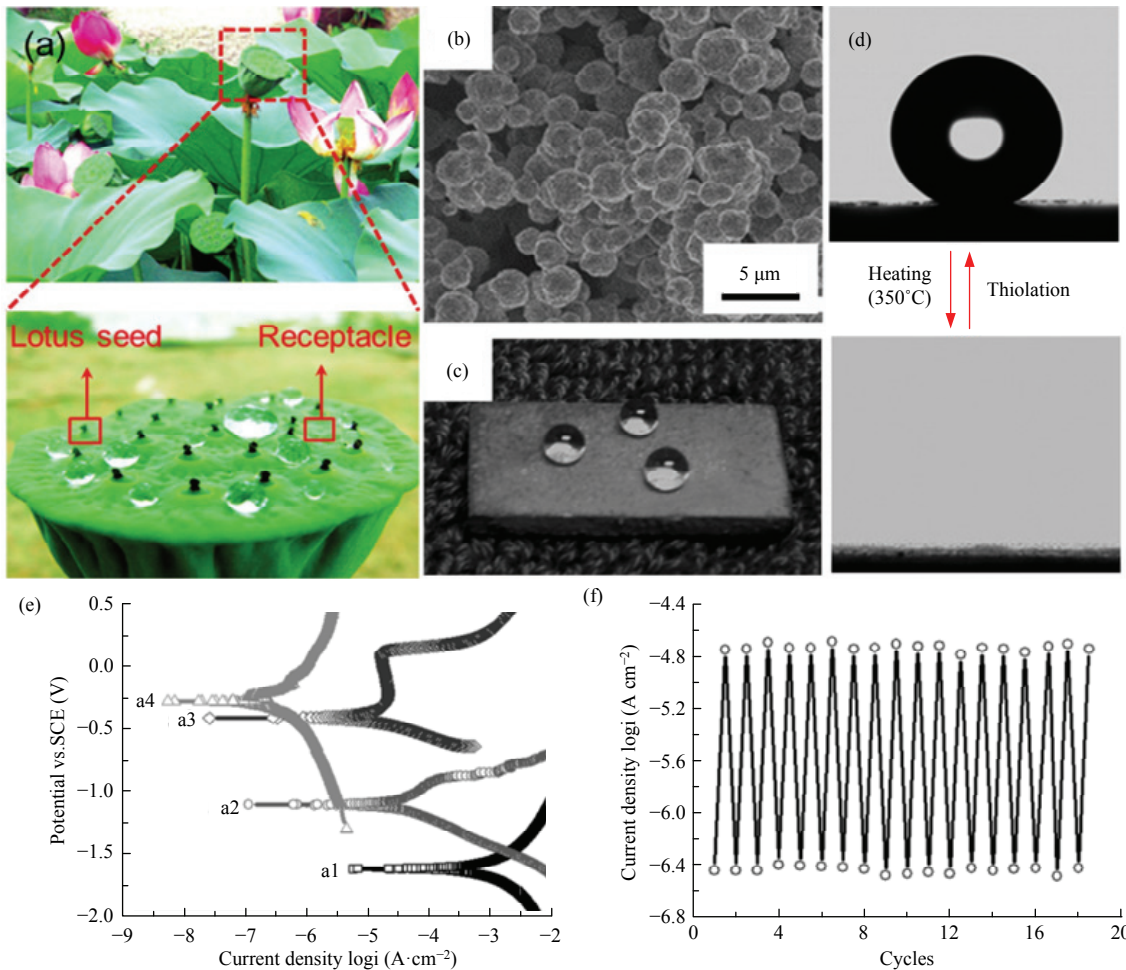 (a)
Lotus seed
Receptacle
(b)
5 μm
(c)
(d)
Heating
(350˚C)
Thiolation
(e)
0.5
0.0
−0.5
−1.0
−1.5
−2.0
Potential vs.SCE (V)
a4
a3
a2
a1
−9
−8
−7
−6
−5
−4
−3
−2
Current density logi (A·cm⁻²)
(f)
−4.4
−4.8
−5.2
−5.6
−6.0
−6.4
−6.8
Current density logi (A cm⁻²)
0
4
8
12
16
20
Cycles